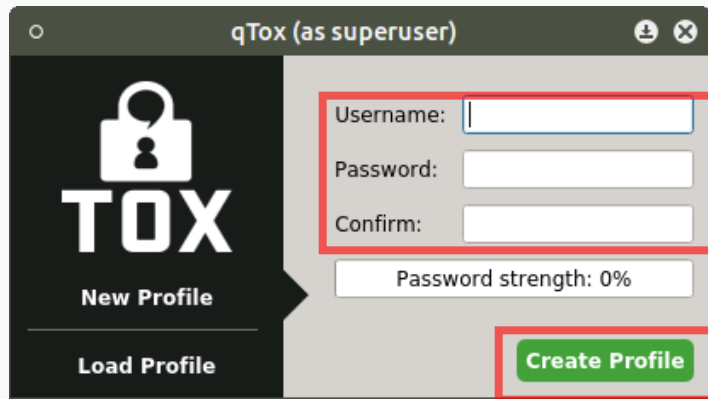 qTox (as superuser)
TOX
New Profile
Load Profile
Username:
Password:
Confirm:
Password strength: 0%
Create Profile